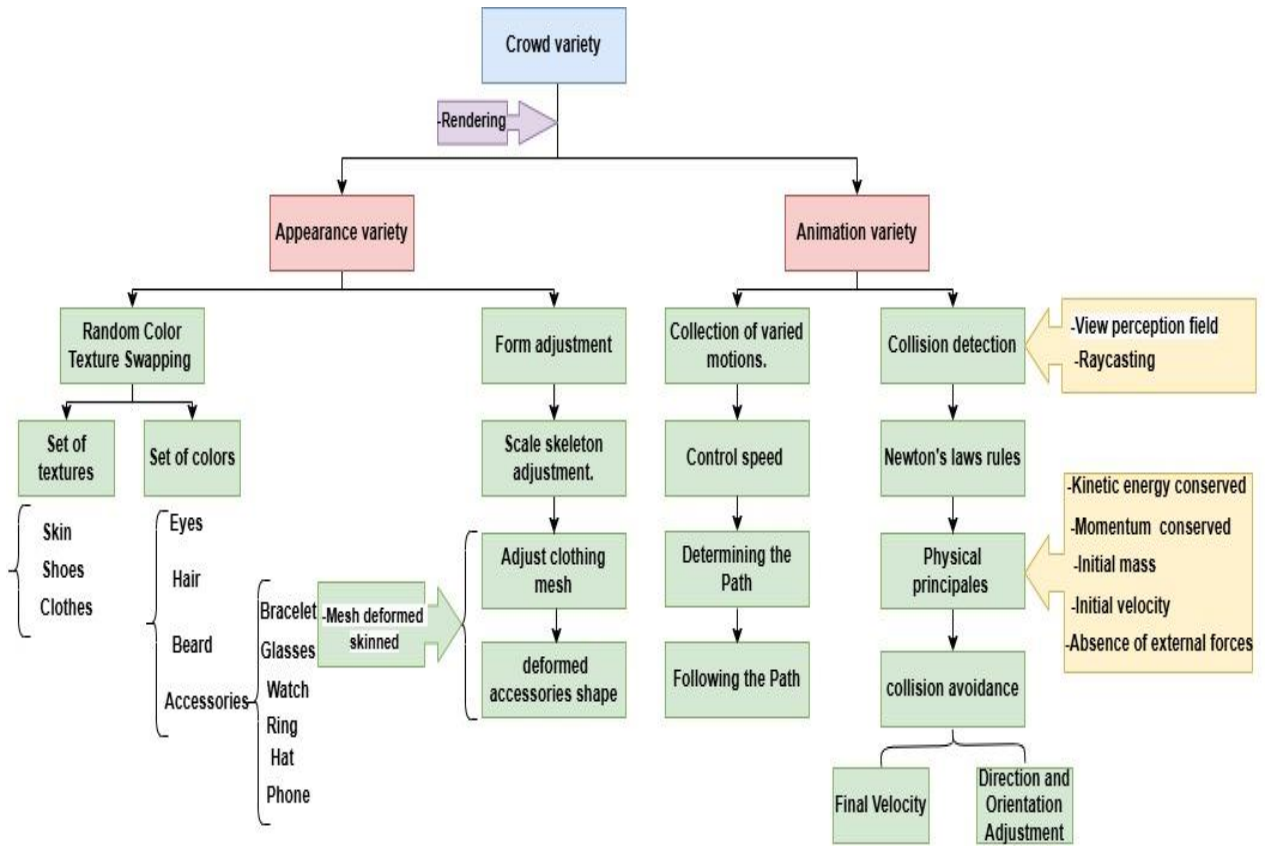 Crowd variety
-Rendering
Appearance variety
Animation variety
Random Color
Texture Swapping
Form adjustment
Collection of varied
motions.
Collision detection
-View perception field
-Raycasting
Set of
textures
Set of colors
Scale skeleton
adjustment.
Control speed
Newton's laws rules
Skin
Shoes
Clothes
Eyes
Hair
Beard
Accessories
Bracelet
Glasses
Watch
Ring
Hat
Phone
-Mesh deformed
skinned
Adjust clothing
mesh
deformed
accessories shape
Determining the
Path
Following the Path
Physical
principales
-Kinetic energy conserved
-Momentum conserved
-Initial mass
-Initial velocity
-Absence of external forces
collision avoidance
Final Velocity
Direction and
Orientation
Adjustment